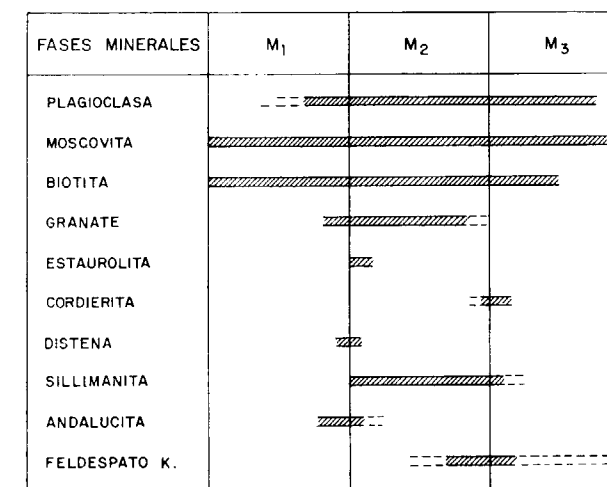 FASES MINERALES M1 M2 M3
PLAGIOCLASA
MOSCOVITA
BIOTITA
GRANATE
ESTAUROLITA
CORDIERITA
DISTENA
SILLIMANITA
ANDALUCITA
FELDESPATO K.